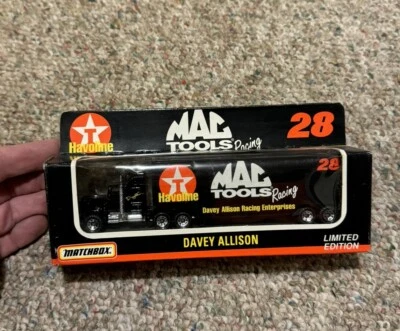 T
Havoline
MAC
TOOLS Racing
28
T
Havoline
MAC
TOOLS Racing
28
Davey Allison Racing Enterprises
MATCHBOX
DAVEY ALLISON
LIMITED
EDITION